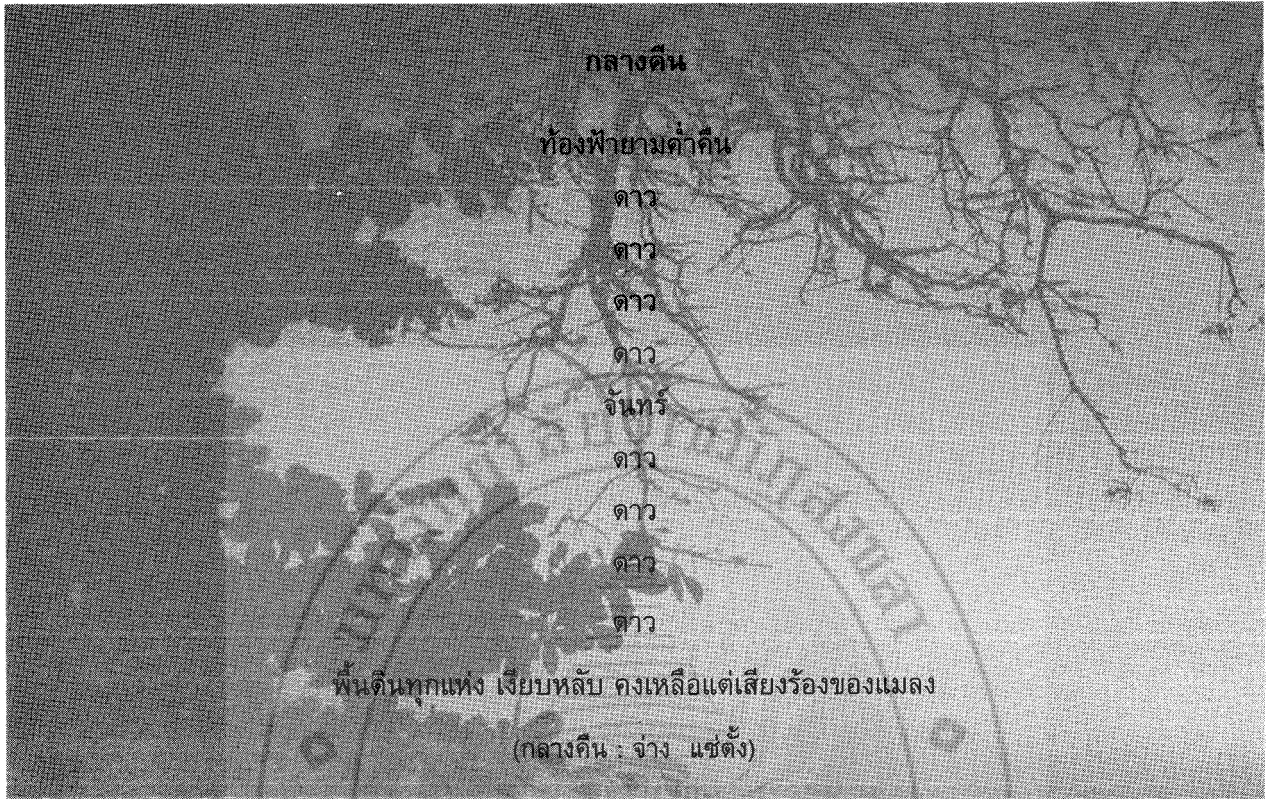 กลางคืน
ท้องฟ้ายามค่ำคืน
ดาว
ดาว
ดาว
ดาว
จันทร์
ดาว
ดาว
ดาว
ดาว
พื้นดินทุกแห่ง เงียบหลับ คงเหลือแต่เสียงร้องของแมลง
(กลางคืน : จ่าง แซ่ตั้ง)